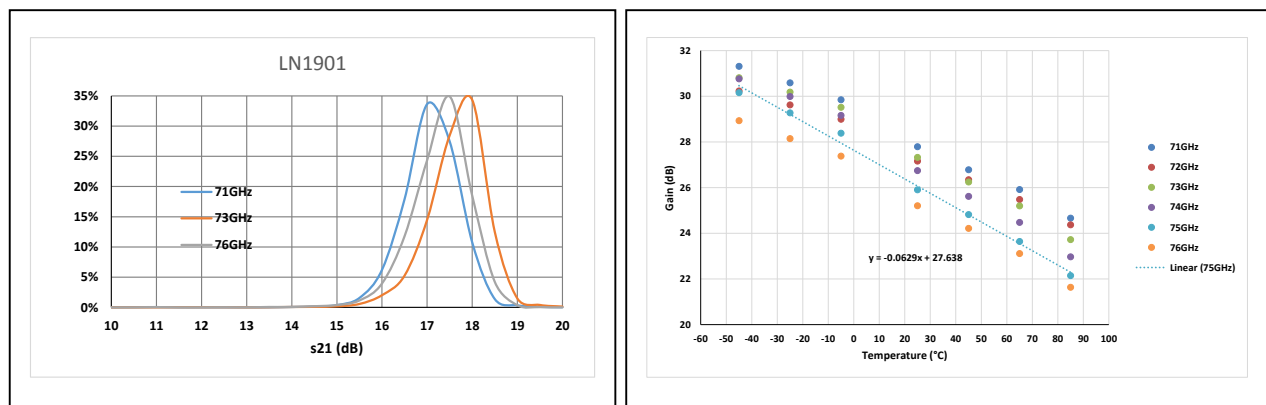 LN1901
35%
30%
25%
20%
15%
10%
5%
0%
71GHz
73GHz
76GHz
10 11 12 13 14 15 16 17 18 19 20
s21 (dB)
32
30
28
26
24
22
20
Gain (dB)
y = -0.0629x + 27.638
-60 -50 -40 -30 -20 -10 0 10 20 30 40 50 60 70 80 90 100
Temperature (°C)
71GHz
72GHz
73GHz
74GHz
75GHz
76GHz
Linear (75GHz)